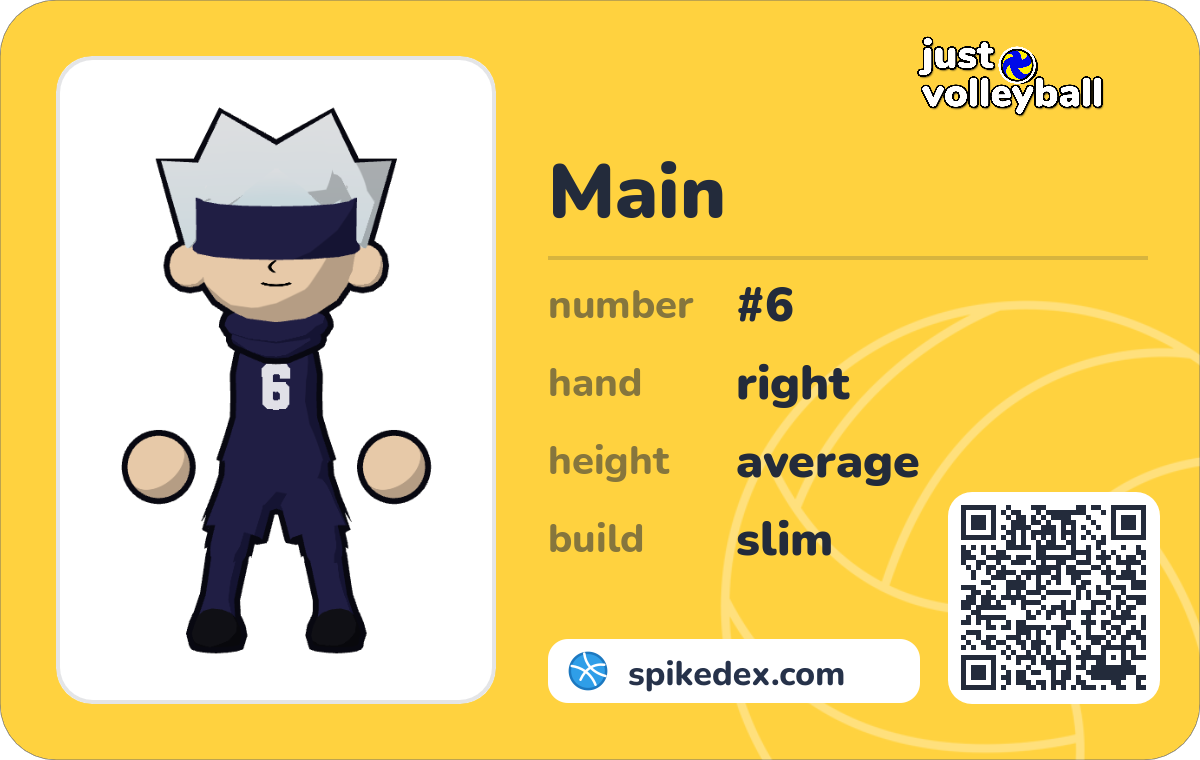 just
volleyball
Main
number #6
hand right
height average
build slim
6
spikedex.com